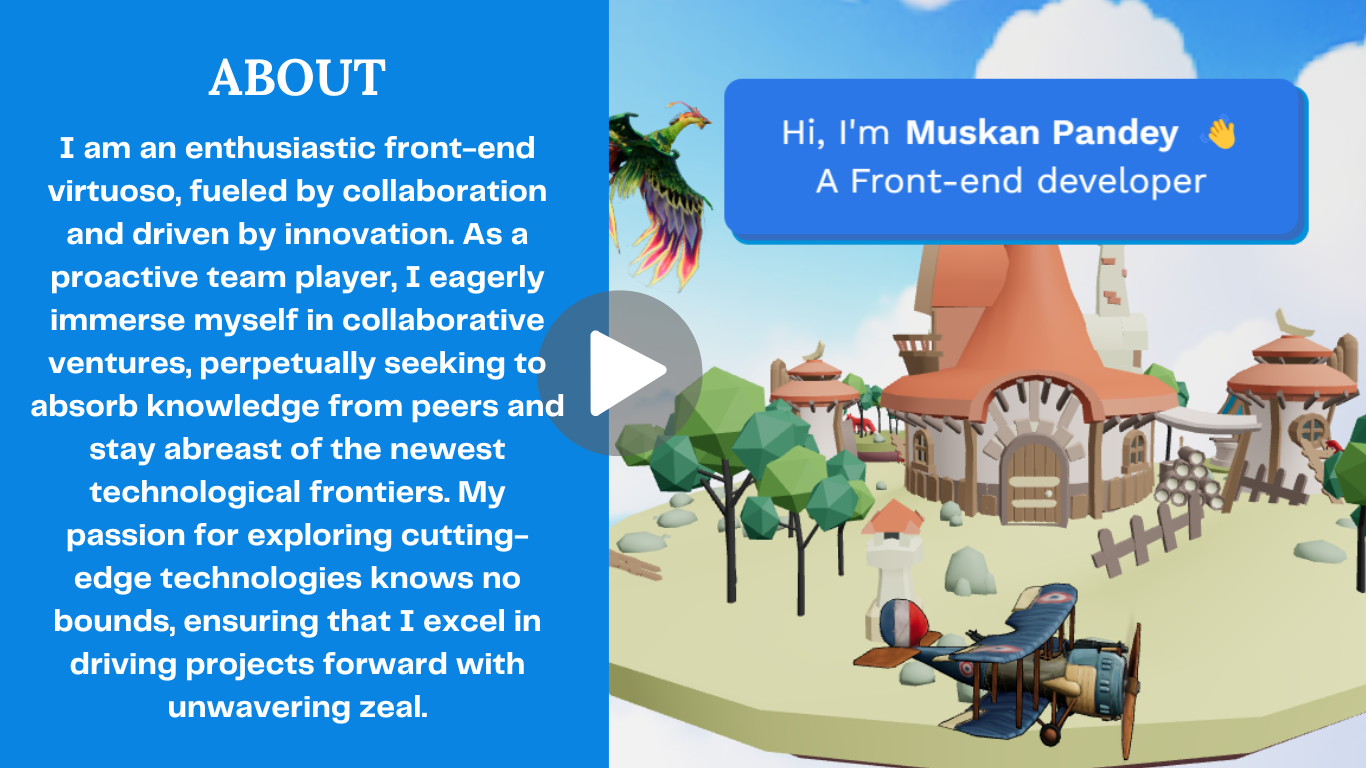 ABOUT
I am an enthusiastic front-end
virtuoso, fueled by collaboration
and driven by innovation. As a
proactive team player, I eagerly
immerse myself in collaborative
ventures, perpetually seeking to
absorb knowledge from peers and
stay abreast of the newest
technological frontiers. My
passion for exploring cutting-
edge technologies knows no
bounds, ensuring that I excel in
driving projects forward with
unwavering zeal.
Hi, I'm Muskan Pandey 👋
A Front-end developer